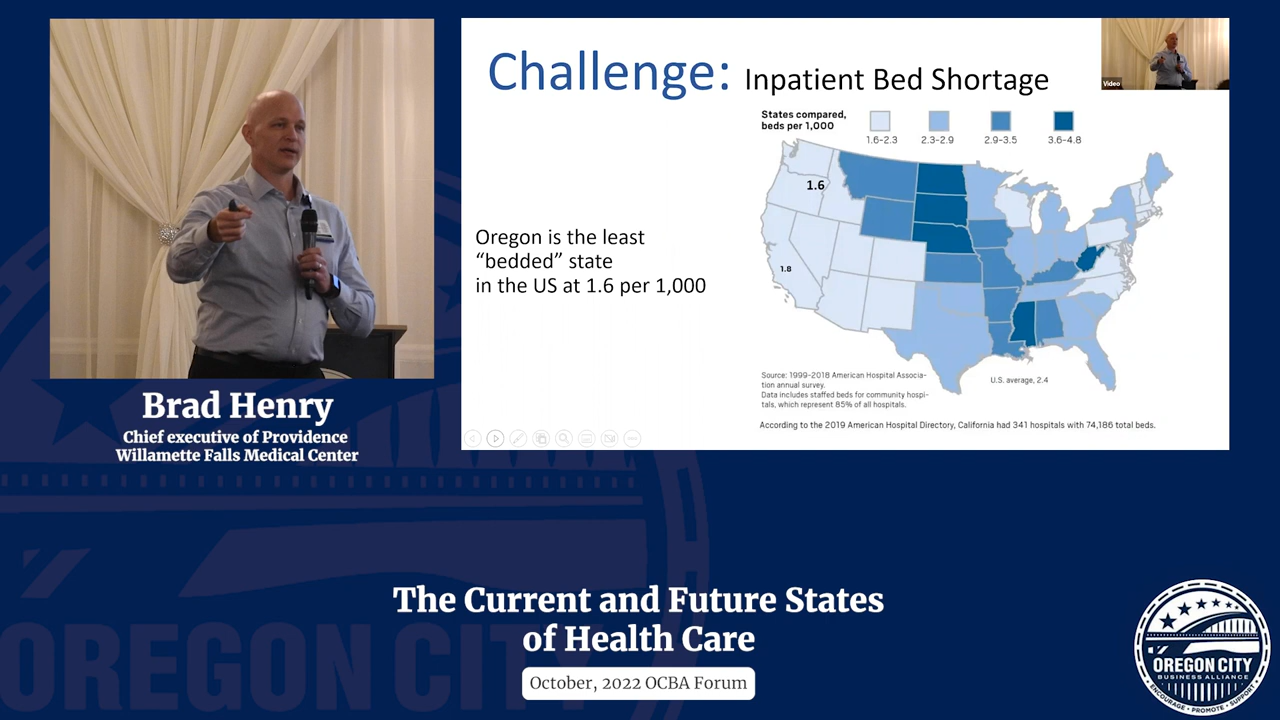 Challenge: Inpatient Bed Shortage
Video
States compared,
beds per 1,000
1.6–2.3
2.3–2.9
2.9–3.5
3.6–4.8
1.6
1.8
Oregon is the least
“bedded” state
in the US at 1.6 per 1,000
Source: 1999–2018 American Hospital Associa-
tion annual survey.
Data includes staffed beds for community hospi-
tals, which represent 85% of all hospitals.
U.S. average, 2.4
According to the 2019 American Hospital Directory, California had 341 hospitals with 74,186 total beds.
Brad Henry
Chief executive of Providence
Willamette Falls Medical Center
The Current and Future States
of Health Care
October, 2022 OCBA Forum
OREGON CITY
BUSINESS ALLIANCE
ENCOURAGE • PROMOTE • SUPPORT
OREGON C